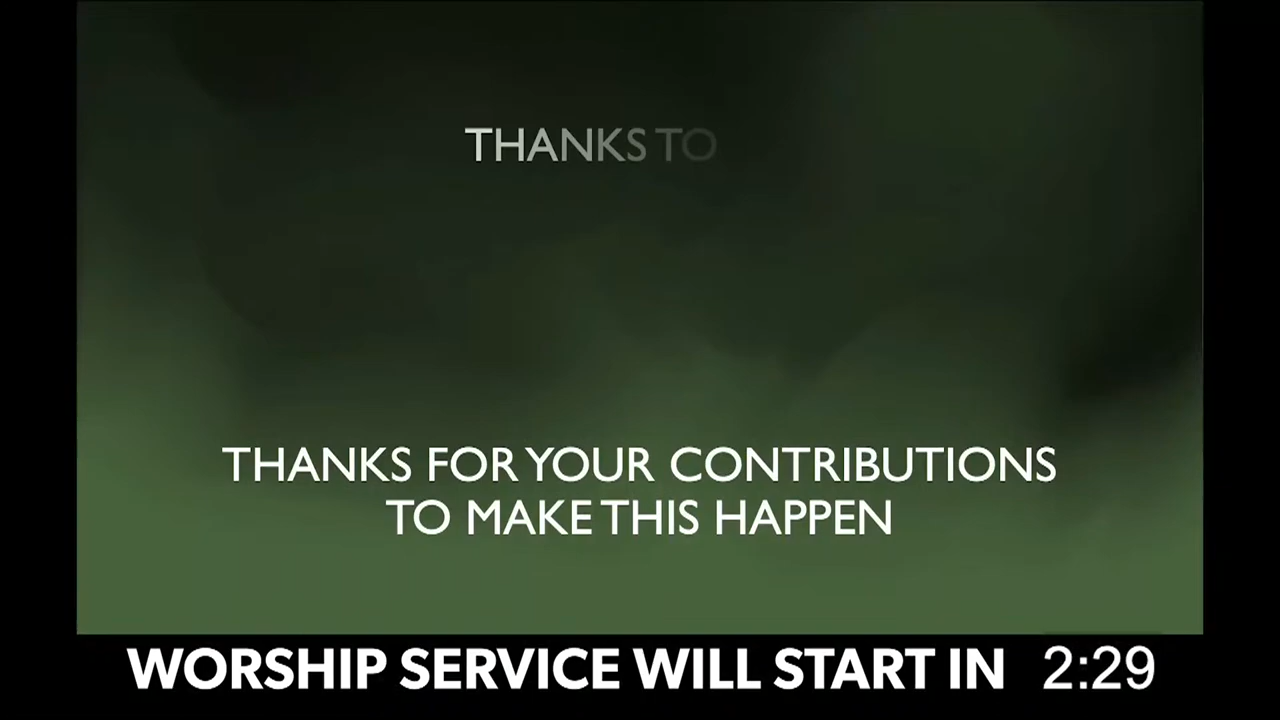 THANKS TO
THANKS FOR YOUR CONTRIBUTIONS
TO MAKE THIS HAPPEN
WORSHIP SERVICE WILL START IN 2:29